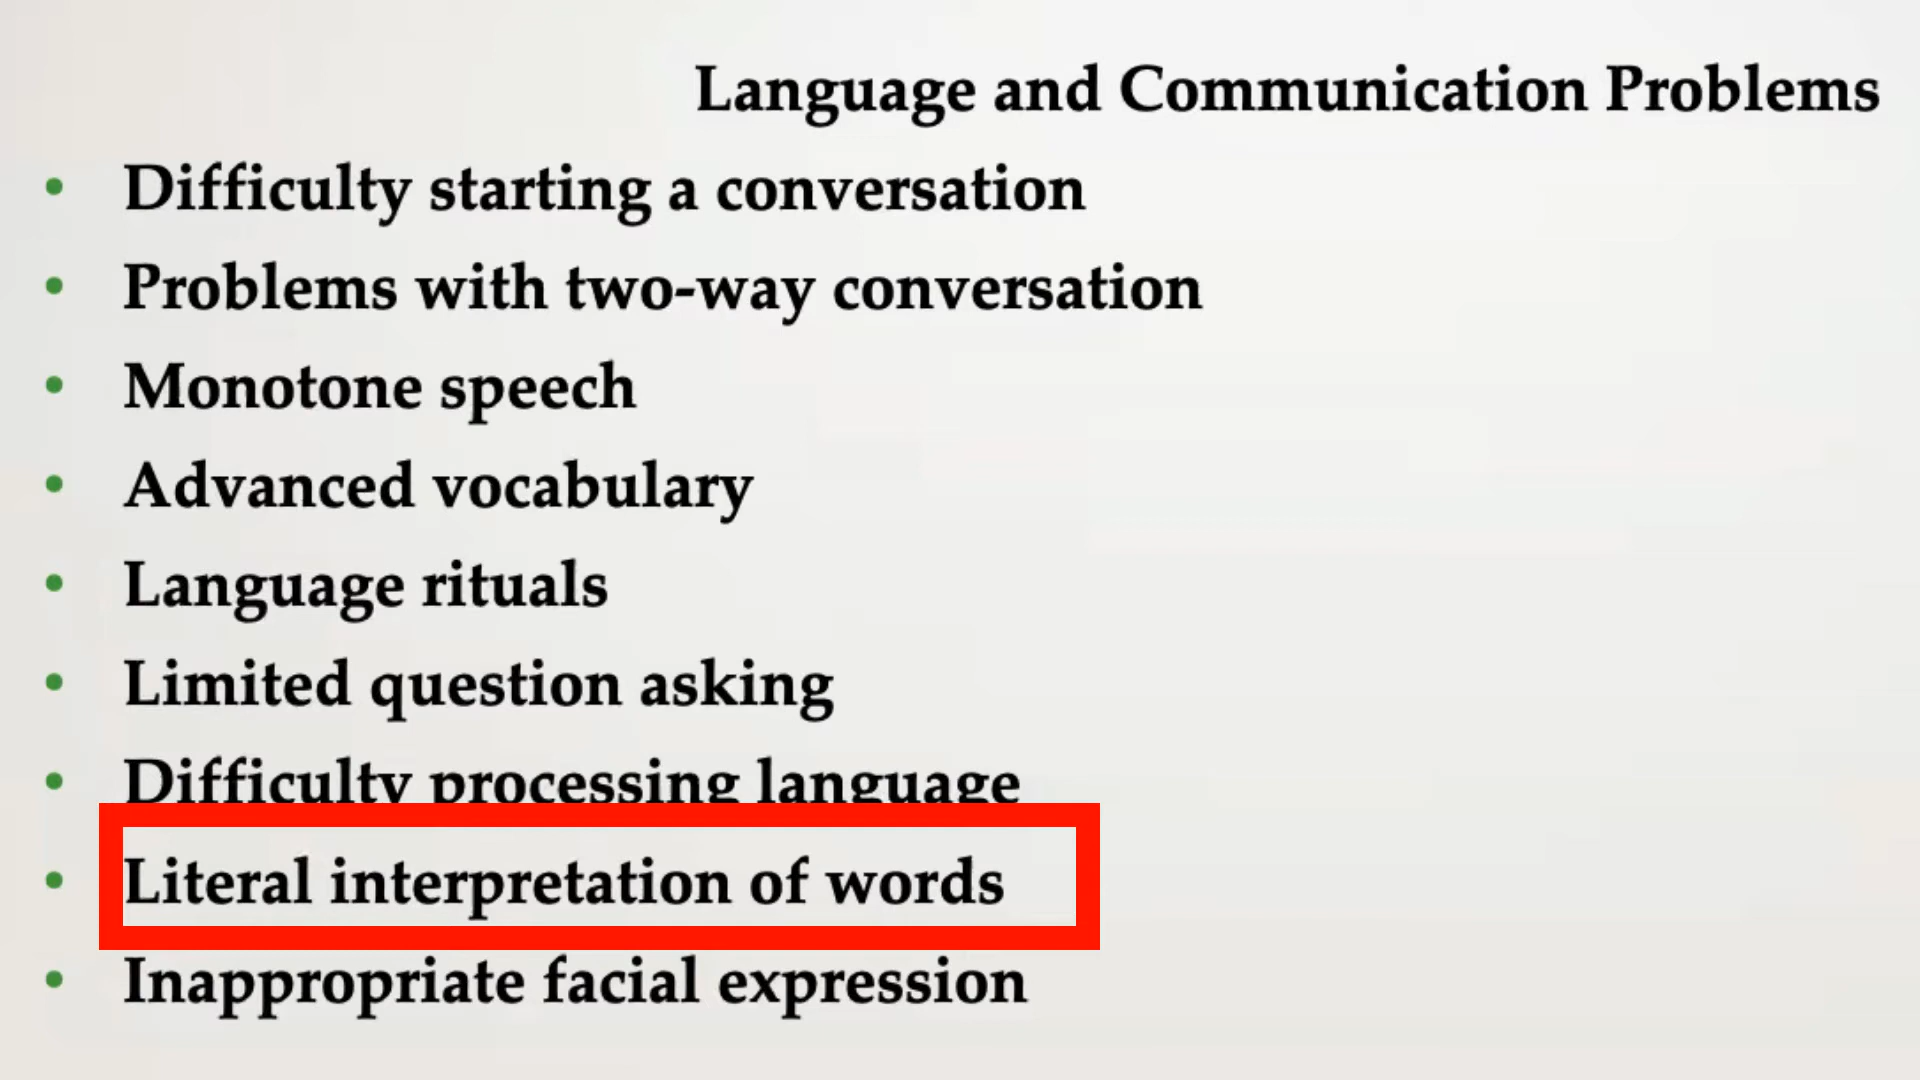 Language and Communication Problems
• Difficulty starting a conversation
• Problems with two-way conversation
• Monotone speech
• Advanced vocabulary
• Language rituals
• Limited question asking
• Difficulty processing language
• Literal interpretation of words
• Inappropriate facial expression